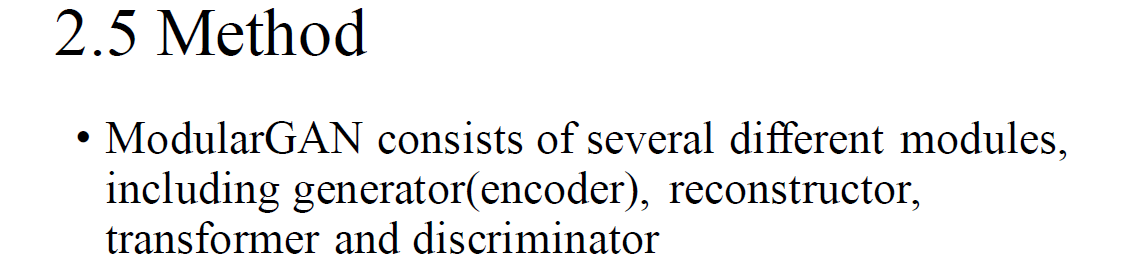 2.5 Method
• ModularGAN consists of several different modules,
including generator(encoder), reconstructor,
transformer and discriminator